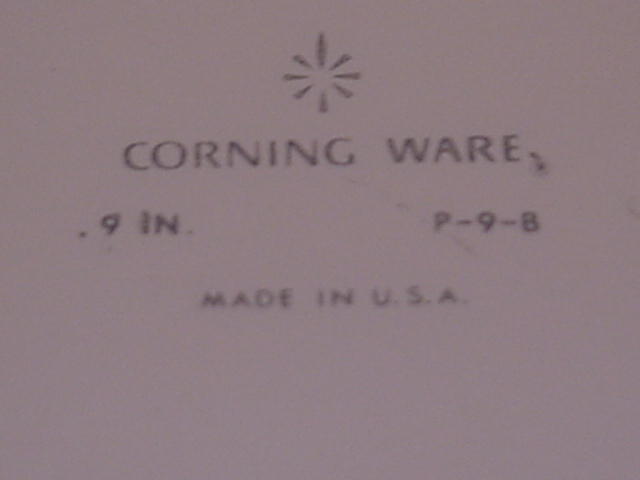 CORNING WARE
9 IN. P-9-B
MADE IN U.S.A.